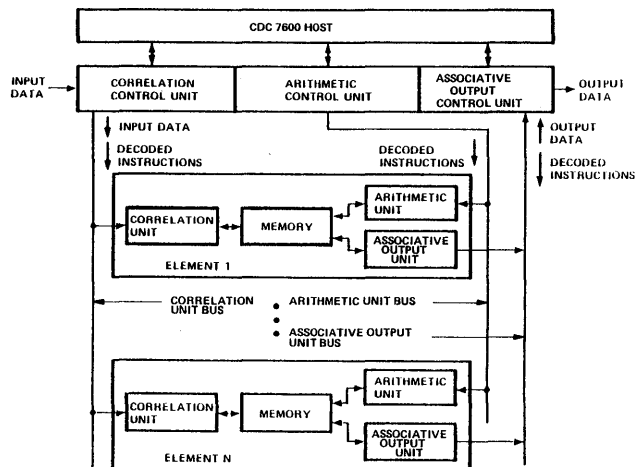 CDC 7600 HOST
INPUT
DATA
CORRELATION
CONTROL UNIT
ARITHMETIC
CONTROL UNIT
ASSOCIATIVE
OUTPUT
CONTROL UNIT
OUTPUT
DATA
INPUT DATA
DECODED
INSTRUCTIONS
DECODED
INSTRUCTIONS
OUTPUT
DATA
DECODED
INSTRUCTIONS
CORRELATION
UNIT
MEMORY
ARITHMETIC
UNIT
ASSOCIATIVE
OUTPUT
UNIT
ELEMENT 1
CORRELATION
UNIT BUS
ARITHMETIC UNIT BUS
ASSOCIATIVE OUTPUT
UNIT BUS
CORRELATION
UNIT
MEMORY
ARITHMETIC
UNIT
ASSOCIATIVE
OUTPUT UNIT
ELEMENT N